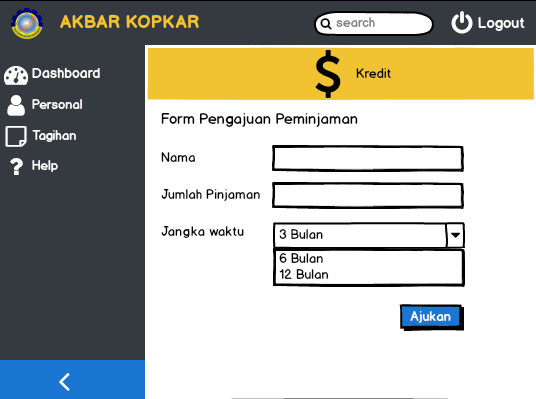 AKBAR KOPKAR
search
Logout
Dashboard
Personal
Tagihan
Help
$ Kredit
Form Pengajuan Peminjaman
Nama
Jumlah Pinjaman
Jangka waktu
3 Bulan
6 Bulan
12 Bulan
Ajukan